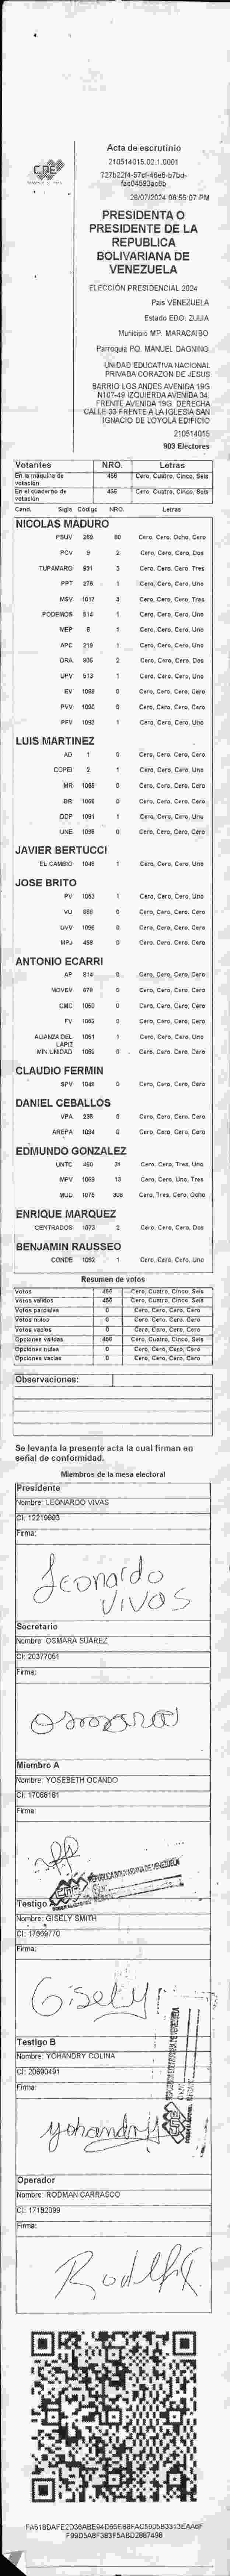 CNE
Acta de escrutinio
210514015.02.1.0001
28/07/2024 06:55:07 PM
PRESIDENTA O
PRESIDENTE DE LA
REPUBLICA
BOLIVARIANA DE
VENEZUELA
ELECCIÓN PRESIDENCIAL 2024
Pais VENEZUELA
Estado EDO. ZULIA
Municipio MP. MARACAIBO
Parroquia PQ. MANUEL DAGNINO
UNIDAD EDUCATIVA NACIONAL
PRIVADA CORAZON DE JESUS
BARRIO LOS ANDES AVENIDA 19G
N107-49 IZQUIERDA AVENIDA 34.
FRENTE AVENIDA 19G. DERECHA
CALLE 33 FRENTE A LA IGLESIA SAN
IGNACIO DE LOYOLA EDIFICIO
210514015
903 Electores
Votantes NRO. Letras
En la maquina de votación 456 Cero, Cuatro, Cinco, Seis
En el cuaderno de votación 456 Cero, Cuatro, Cinco, Seis
Cand. Sigla Código NRO. Letras
NICOLAS MADURO
PSUV 269 80 Cero, Cero, Ocho, Cero
PCV 9 2 Cero, Cero, Cero, Dos
TUPAMARO 931 3 Cero, Cero, Cero, Tres
PPT 276 1 Cero, Cero, Cero, Uno
MSV 1017 3 Cero, Cero, Cero, Tres
PODEMOS 514 1 Cero, Cero, Cero, Uno
MEP 6 1 Cero, Cero, Cero, Uno
APC 219 1 Cero, Cero, Cero, Uno
ORA 906 2 Cero, Cero, Cero, Dos
UPV 513 1 Cero, Cero, Cero, Uno
EV 1089 0 Cero, Cero, Cero, Cero
PVV 1090 0 Cero, Cero, Cero, Cero
PFV 1093 1 Cero, Cero, Cero, Uno
LUIS MARTINEZ
AD 1 0 Cero, Cero, Cero, Cero
COPEI 2 1 Cero, Cero, Cero, Uno
MR 1065 0 Cero, Cero, Cero, Cero
BR 1066 0 Cero, Cero, Cero, Cero
DDP 1091 1 Cero, Cero, Cero, Uno
UNE 1096 0 Cero, Cero, Cero, Cero
JAVIER BERTUCCI
EL CAMBIO 1048 1 Cero, Cero, Cero, Uno
JOSE BRITO
PV 1053 1 Cero, Cero, Cero, Uno
VU 868 0 Cero, Cero, Cero, Cero
UVV 1096 0 Cero, Cero, Cero, Cero
MPJ 458 0 Cero, Cero, Cero, Cero
ANTONIO ECARRI
AP 814 0 Cero, Cero, Cero, Cero
MOVEV 878 0 Cero, Cero, Cero, Cero
CMC 1050 0 Cero, Cero, Cero, Cero
FV 1052 0 Cero, Cero, Cero, Cero
ALIANZA DEL LÁPIZ 1051 1 Cero, Cero, Cero, Uno
MIN UNIDAD 1069 0 Cero, Cero, Cero, Cero
CLAUDIO FERMIN
SPV 1048 0 Cero, Cero, Cero, Cero
DANIEL CEBALLOS
VPA 236 0 Cero, Cero, Cero, Cero
AREPA 1094 0 Cero, Cero, Cero, Cero
EDMUNDO GONZALEZ
UNTC 460 31 Cero, Cero, Tres, Uno
MPV 1068 13 Cero, Cero, Uno, Tres
MUD 1075 308 Cero, Tres, Cero, Ocho
ENRIQUE MARQUEZ
CENTRADOS 1073 2 Cero, Cero, Cero, Dos
BENJAMIN RAUSSEO
CONDE 1092 1 Cero, Cero, Cero, Uno
Resumen de votos
Votos 456 Cero, Cuatro, Cinco, Seis
Votos válidos 456 Cero, Cuatro, Cinco, Seis
Votos parciales 0 Cero, Cero, Cero, Cero
Votos nulos 0 Cero, Cero, Cero, Cero
Votos vacíos 0 Cero, Cero, Cero, Cero
Opciones válidas 456 Cero, Cuatro, Cinco, Seis
Opciones nulas 0 Cero, Cero, Cero, Cero
Opciones vacías 0 Cero, Cero, Cero, Cero
Observaciones:
Se levanta la presente acta la cual firman en
señal de conformidad.
Miembros de la mesa electoral
Presidente
Nombre: LEONARDO VIVAS
CI: 12219993
Firma:
Leonardo
Vivas
Secretario
Nombre: OSMARA SUAREZ
CI: 20377051
Firma:
Osmara
Miembro A
Nombre: YOSEBETH OCANDO
CI: 17086181
Firma:
REPUBLICA BOLIVARIANA DE VENEZUELA
CNE
Testigo
Nombre: GISELY SMITH
CI: 17669770
Firma:
Gisely
Testigo B
Nombre: YOHANDRY COLINA
CI: 20690491
Firma:
yohandry
Operador
Nombre: RODMAN CARRASCO
CI: 17182099
Firma: